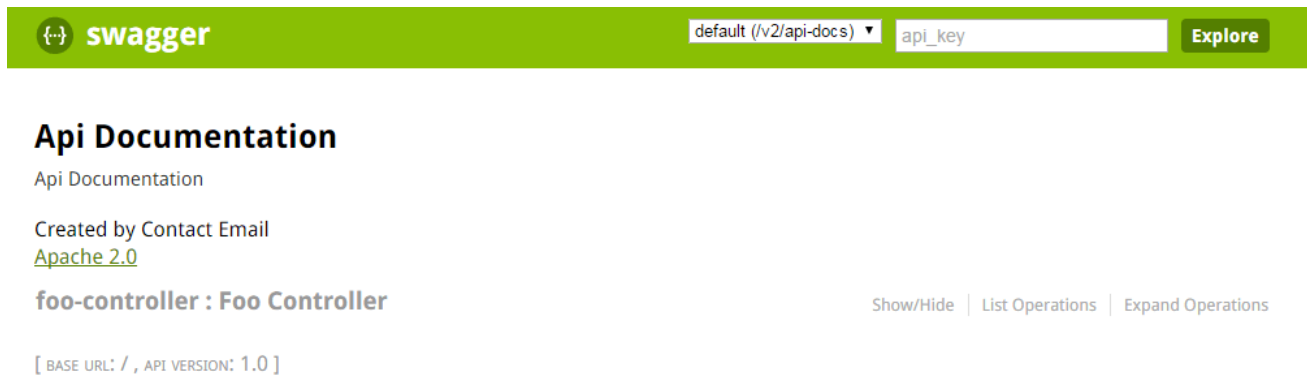 {···} swagger default (/v2/api-docs) ▼ api_key Explore
Api Documentation
Api Documentation
Created by Contact Email
Apache 2.0
foo-controller : Foo Controller Show/Hide List Operations Expand Operations
[ BASE URL: / , API VERSION: 1.0 ]